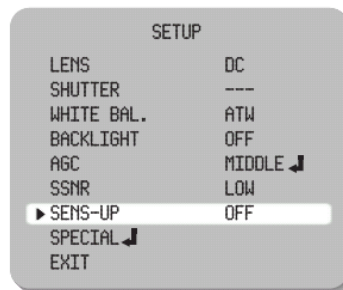 SETUP
LENS DC
SHUTTER ---
WHITE BAL. ATW
BACKLIGHT OFF
AGC MIDDLE ↲
SSNR LOW
▶ SENS-UP OFF
SPECIAL ↲
EXIT